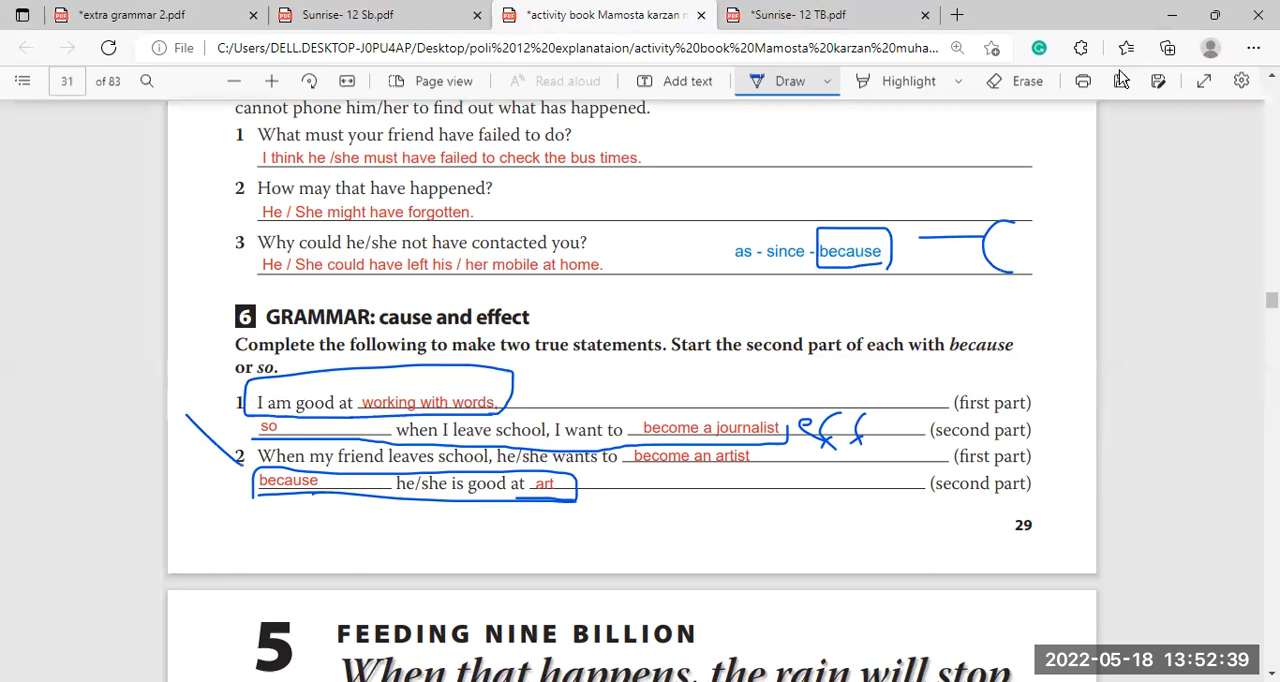 *extra grammar 2.pdf
Sunrise- 12 Sb.pdf
*activity book Mamosta karzan m
*Sunrise- 12 TB.pdf
File C:/Users/DELL.DESKTOP-J0PU4AP/Desktop/poli%2012%20explanataion/activity%20book%20Mamosta%20karzan%20muha...
31 of 83 Page view Read aloud Add text Draw Highlight Erase
cannot phone him/her to find out what has happened.
1 What must your friend have failed to do?
I think he /she must have failed to check the bus times.
2 How may that have happened?
He / She might have forgotten.
3 Why could he/she not have contacted you?
as - since - because
He / She could have left his / her mobile at home.
6 GRAMMAR: cause and effect
Complete the following to make two true statements. Start the second part of each with because
or so.
1 I am good at working with words, (first part)
so when I leave school, I want to become a journalist eff (second part)
2 When my friend leaves school, he/she wants to become an artist (first part)
because he/she is good at art (second part)
29
5 FEEDING NINE BILLION
When that happens, the rain will stop
2022-05-18 13:52:39